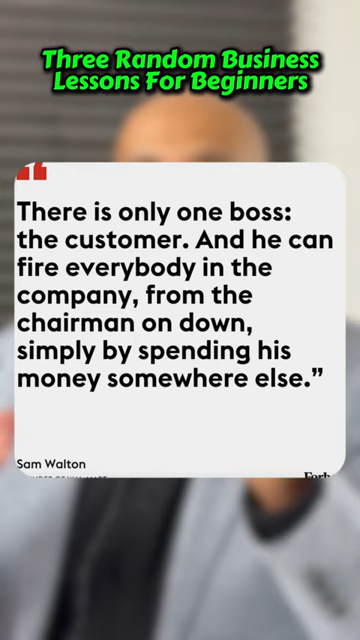 Three Random Business
Lessons For Beginners
There is only one boss:
the customer. And he can
fire everybody in the
company, from the
chairman on down,
simply by spending his
money somewhere else.”
Sam Walton